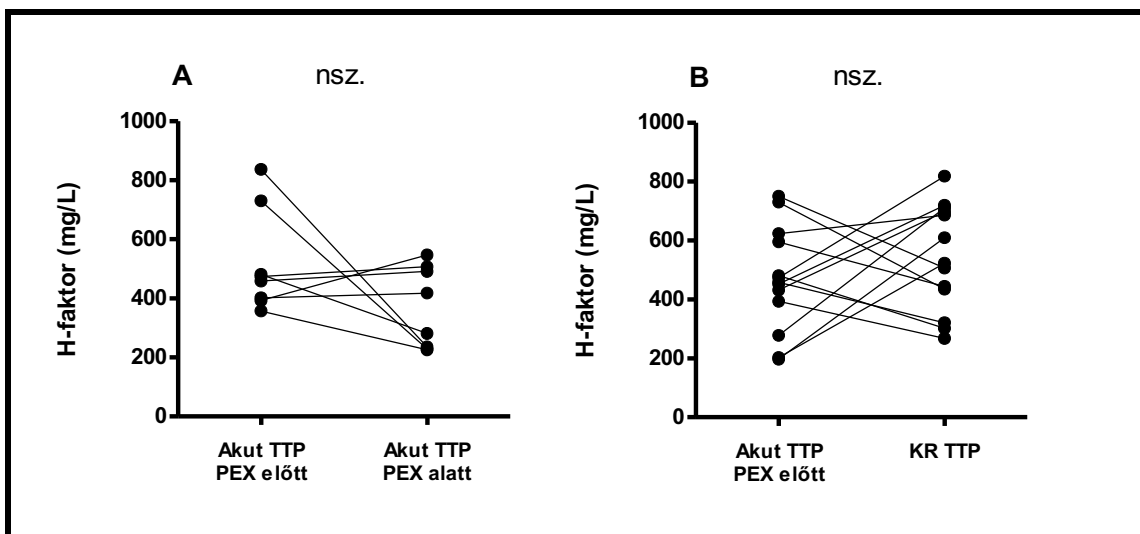 A
nsz.
H-faktor (mg/L)
1000
800
600
400
200
0
Akut TTP
PEX előtt
Akut TTP
PEX alatt
B
nsz.
H-faktor (mg/L)
1000
800
600
400
200
0
Akut TTP
PEX előtt
KR TTP